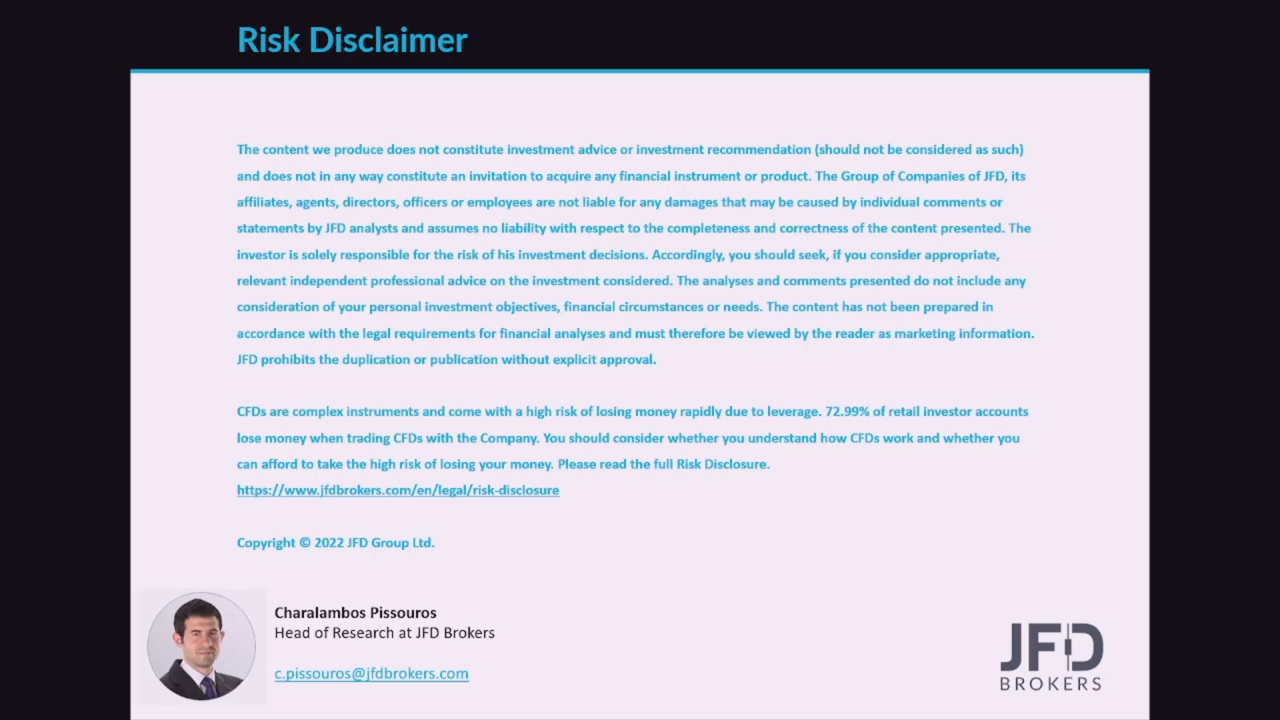 Risk Disclaimer
The content we produce does not constitute investment advice or investment recommendation (should not be considered as such)
and does not in any way constitute an invitation to acquire any financial instrument or product. The Group of Companies of JFD, its
affiliates, agents, directors, officers or employees are not liable for any damages that may be caused by individual comments or
statements by JFD analysts and assumes no liability with respect to the completeness and correctness of the content presented. The
investor is solely responsible for the risk of his investment decisions. Accordingly, you should seek, if you consider appropriate,
relevant independent professional advice on the investment considered. The analyses and comments presented do not include any
consideration of your personal investment objectives, financial circumstances or needs. The content has not been prepared in
accordance with the legal requirements for financial analyses and must therefore be viewed by the reader as marketing information.
JFD prohibits the duplication or publication without explicit approval.
CFDs are complex instruments and come with a high risk of losing money rapidly due to leverage. 72.99% of retail investor accounts
lose money when trading CFDs with the Company. You should consider whether you understand how CFDs work and whether you
can afford to take the high risk of losing your money. Please read the full Risk Disclosure.
https://www.jfdbrokers.com/en/legal/risk-disclosure
Copyright © 2022 JFD Group Ltd.
Charalambos Pissouros
Head of Research at JFD Brokers
c.pissouros@jfdbrokers.com
JFD
BROKERS